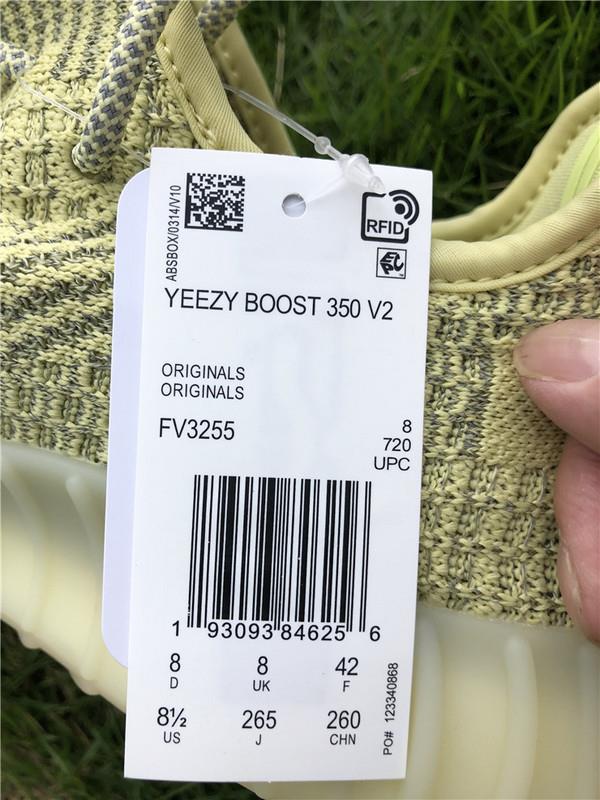 ABSBOX/0314/V10
RFID
EPC
YEEZY BOOST 350 V2
ORIGINALS
ORIGINALS
FV3255
8
720
UPC
1 93093 84625 6
8 8 42
D UK F
8½ 265 260
US J CHN
PO# 123340868